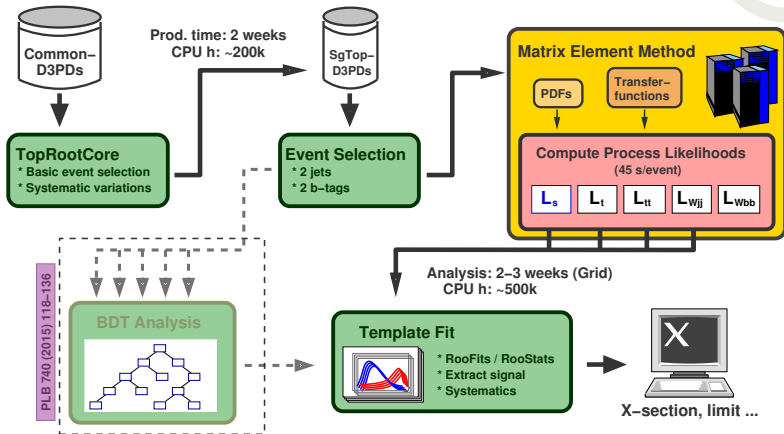 Common–
D3PDs
Prod. time: 2 weeks
CPU h: ~200k
SgTop–
D3PDs
TopRootCore
* Basic event selection
* Systematic variations
Event Selection
* 2 jets
* 2 b-tags
Matrix Element Method
PDFs
Transfer–
functions
Compute Process Likelihoods
(45 s/event)
Ls
Lt
Ltt
LWjj
LWbb
Analysis: 2–3 weeks (Grid)
CPU h: ~500k
PLB 740 (2015) 118–136
BDT Analysis
Template Fit
* RooFits / RooStats
* Extract signal
* Systematics
X
X–section, limit ...